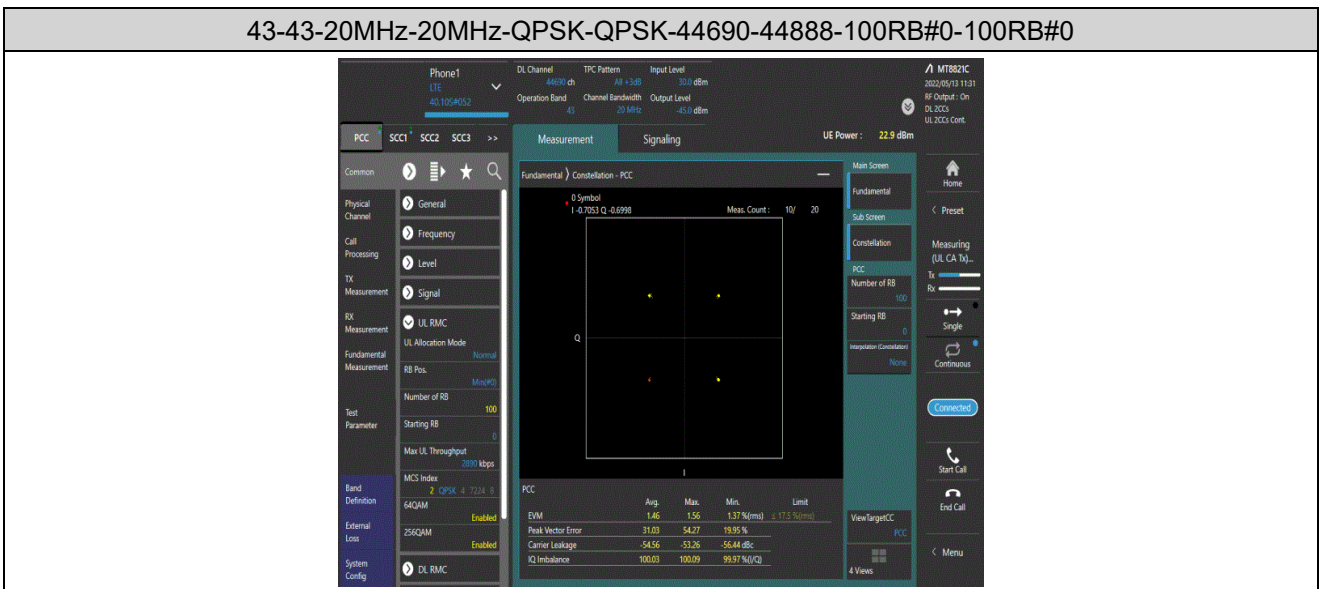 43-43-20MHz-20MHz-QPSK-QPSK-44690-44888-100RB#0-100RB#0
Phone1
LTE
40.10S#052
DL Channel TPC Pattern Input Level
44690 ch All +3dB 30.0 dBm
Operation Band Channel Bandwidth Output Level
43 20 MHz -45.0 dBm
MT8821C
2022/05/13 11:31
RF Output : On
DL 2CCs
UL 2CCs Cont.
PCC SCC1 SCC2 SCC3 >>
Measurement Signaling
UE Power : 22.9 dBm
Common
Physical
Channel
Call
Processing
TX
Measurement
RX
Measurement
Fundamental
Measurement
Test
Parameter
Band
Definition
External
Loss
System
Config
General
Frequency
Level
Signal
UL RMC
UL Allocation Mode
Normal
RB Pos.
Min(#0)
Number of RB
100
Starting RB
0
Max UL Throughput
2890 kbps
MCS Index
2 QPSK 4 7224 8
64QAM
Enabled
256QAM
Enabled
DL RMC
Fundamental 〉 Constellation - PCC
0 Symbol
I -0.7053 Q -0.6998 Meas. Count : 10/ 20
Q
I
PCC
Avg. Max. Min. Limit
EVM 1.46 1.56 1.37 %(rms) ≤ 17.5 %(rms)
Peak Vector Error 31.03 54.27 19.95 %
Carrier Leakage -54.56 -53.26 -56.44 dBc
IQ Imbalance 100.03 100.09 99.97 %(I/Q)
Main Screen
Fundamental
Sub Screen
Constellation
PCC
Number of RB
100
Starting RB
0
Interpolation (Constellation)
None
ViewTargetCC
PCC
4 Views
Home
< Preset
Measuring
(UL CA Tx)...
Tx
Rx
Single
Continuous
Connected
Start Call
End Call
< Menu